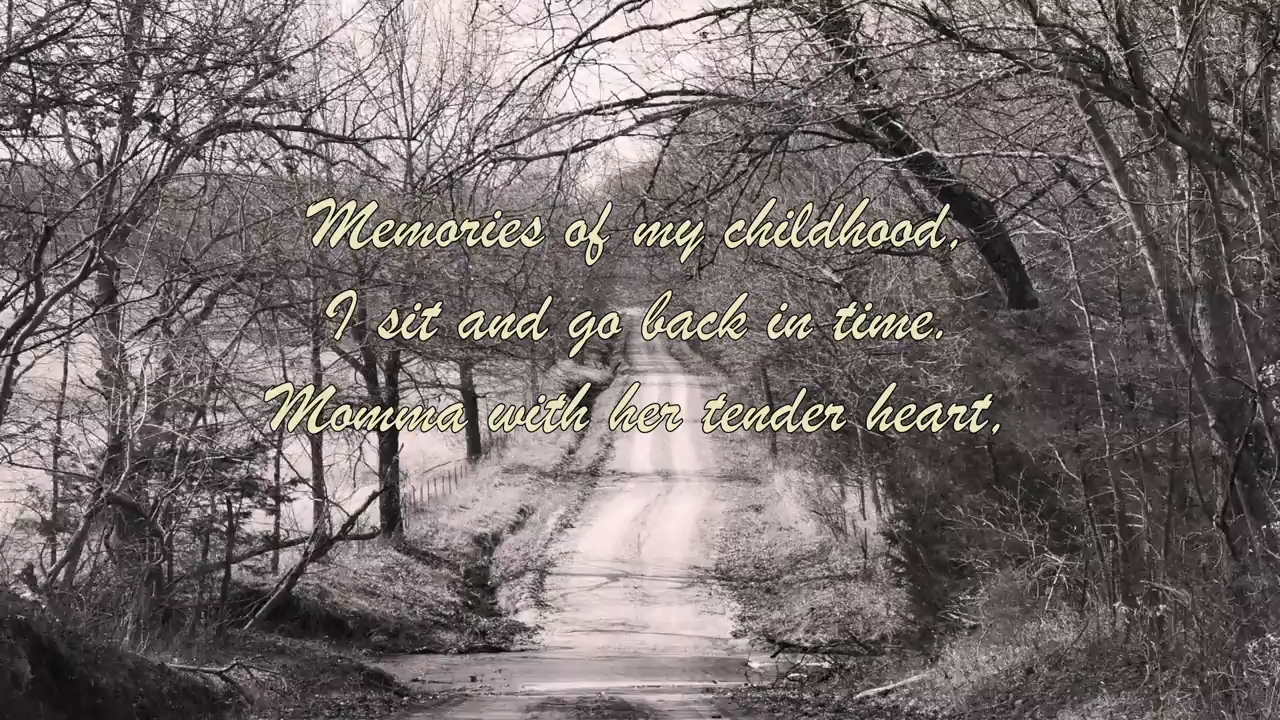 Memories of my childhood,
I sit and go back in time.
Momma with her tender heart,